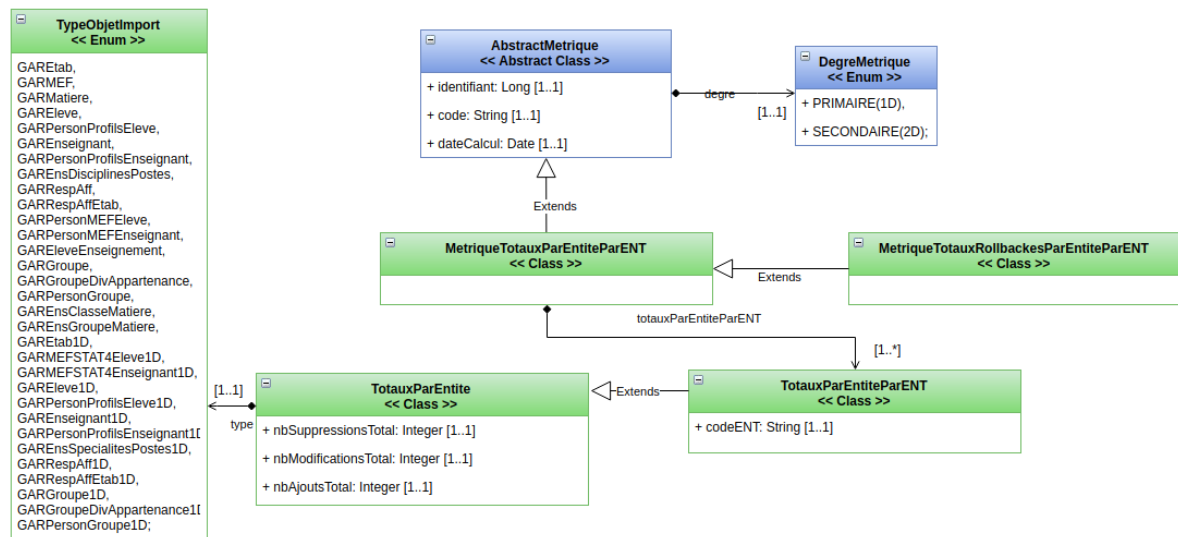 TypeObjetImport
<< Enum >>
GAREtab,
GARMEF,
GARMatiere,
GAREleve,
GARPersonProfilsEleve,
GAREnseignant,
GARPersonProfilsEnseignant,
GAREnsDisciplinesPostes,
GARRespAff,
GARRespAffEtab,
GARPersonMEFEleve,
GARPersonMEFEnseignant,
GAREleveEnseignement,
GARGroupe,
GARGroupeDivAppartenance,
GARPersonGroupe,
GAREnsClasseMatiere,
GAREnsGroupeMatiere,
GAREtab1D,
GARMEFSTAT4Eleve1D,
GARMEFSTAT4Enseignant1D,
GAREleve1D,
GARPersonProfilsEleve1D,
GAREnseignant1D,
GARPersonProfilsEnseignant1D
GAREnsSpecialitesPostes1D,
GARRespAff1D,
GARRespAffEtab1D,
GARGroupe1D,
GARGroupeDivAppartenance1D
GARPersonGroupe1D;
AbstractMetrique
<< Abstract Class >>
+ identifiant: Long [1..1]
+ code: String [1..1]
+ dateCalcul: Date [1..1]
degre
[1..1]
DegreMetrique
<< Enum >>
+ PRIMAIRE(1D),
+ SECONDAIRE(2D);
Extends
MetriqueTotauxParEntiteParENT
<< Class >>
Extends
MetriqueTotauxRollbackesParEntiteParENT
<< Class >>
totauxParEntiteParENT
[1..*]
[1..1]
type
TotauxParEntite
<< Class >>
+ nbSuppressionsTotal: Integer [1..1]
+ nbModificationsTotal: Integer [1..1]
+ nbAjoutsTotal: Integer [1..1]
Extends
TotauxParEntiteParENT
<< Class >>
+ codeENT: String [1..1]